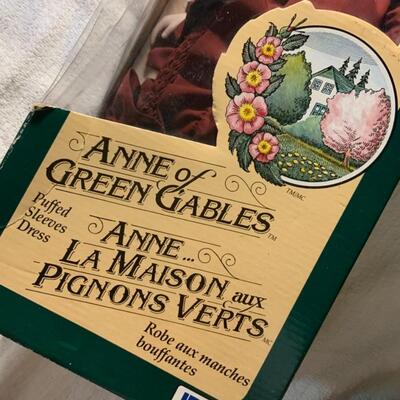 TM/MC
ANNE of
GREEN GABLES TM
Puffed
Sleeves
Dress
ANNE...
LA MAISON aux
PIGNONS VERTS MC
Robe aux manches
bouffantes